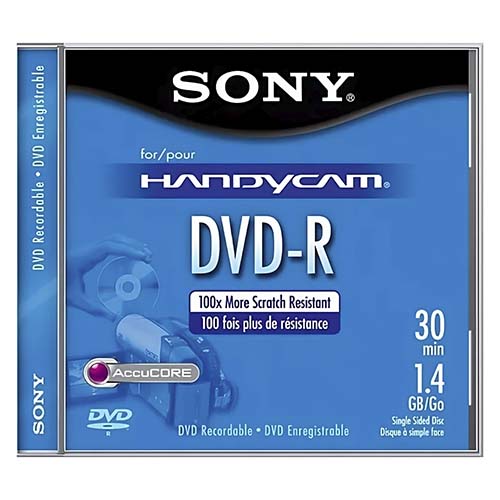 SONY®
for/pour
HANDYCAM®
DVD-R
100x More Scratch Resistant
100 fois plus de résistance
30
min
1.4
GB/Go
Single Sided Disc
Disque à simple face
AccuCORE
DVD
R
DVD Recordable • DVD Enregistrable
SONY
DVD Recordable • DVD Enregistrable